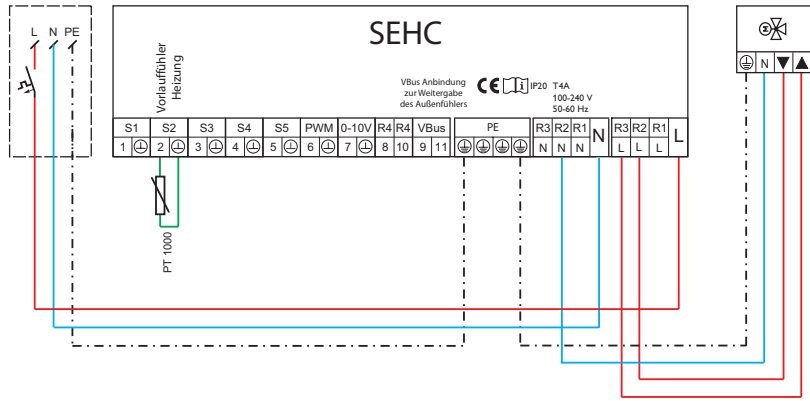 SEHC
L N PE
Vorlauffühler
Heizung
VBus Anbindung
zur Weitergabe
des Außenfühlers
CE i IP20 T4A
100-240 V
50-60 Hz
M
N
S1 S2 S3 S4 S5 PWM 0-10V R4 R4 VBus PE R3 R2 R1 N R3 R2 R1 L
1 2 3 4 5 6 7 8 10 9 11 N N N L L L
PT 1000